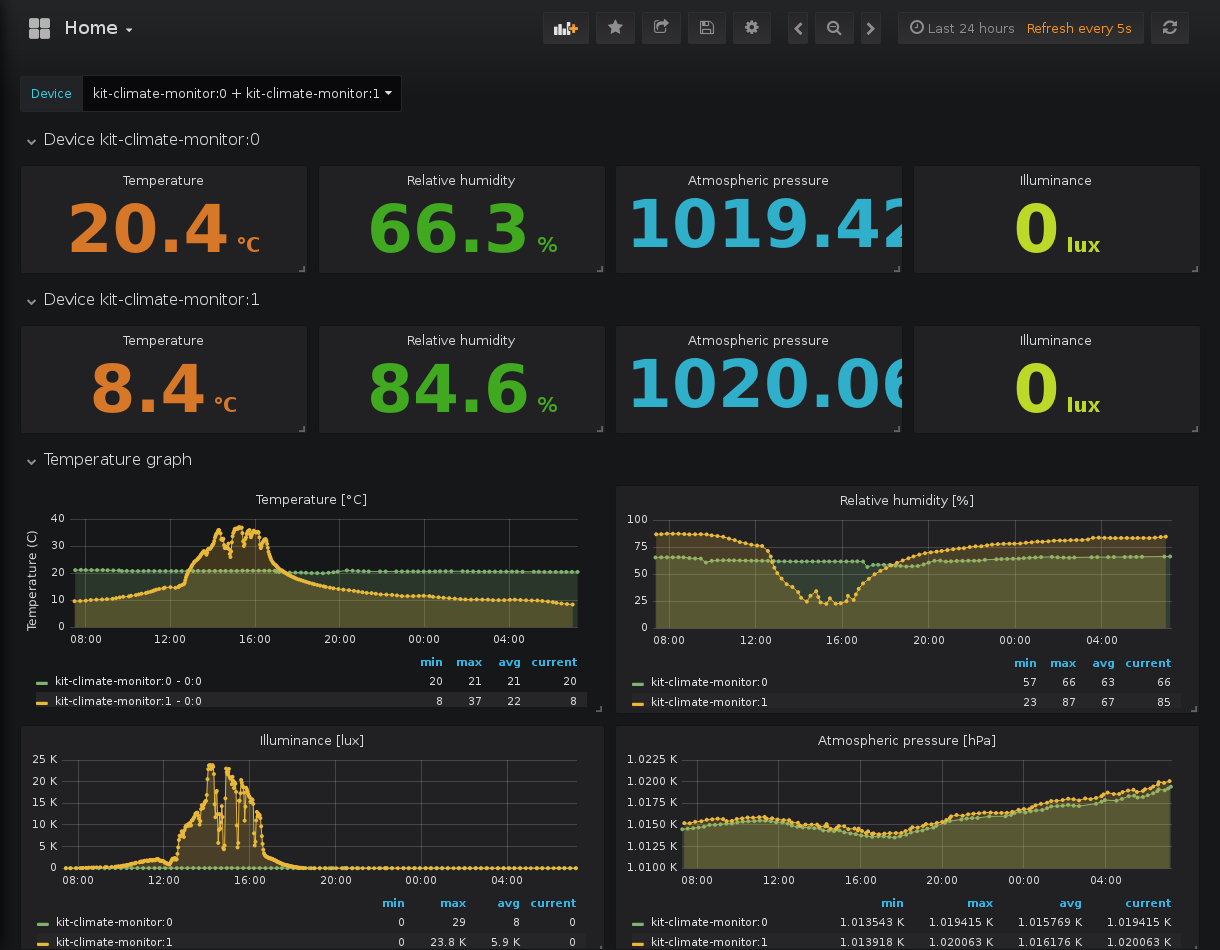 Home
Last 24 hours Refresh every 5s
Device kit-climate-monitor:0 + kit-climate-monitor:1
Device kit-climate-monitor:0
Temperature Relative humidity Atmospheric pressure Illuminance
20.4 °C 66.3 % 1019.42 0 lux
Device kit-climate-monitor:1
Temperature Relative humidity Atmospheric pressure Illuminance
8.4 °C 84.6 % 1020.06 0 lux
Temperature graph
Temperature [°C]
Temperature (C)
40
30
20
10
0
08:00 12:00 16:00 20:00 00:00 04:00
min max avg current
kit-climate-monitor:0 - 0:0 20 21 21 20
kit-climate-monitor:1 - 0:0 8 37 22 8
Relative humidity [%]
100
75
50
25
0
08:00 12:00 16:00 20:00 00:00 04:00
min max avg current
kit-climate-monitor:0 57 66 63 66
kit-climate-monitor:1 23 87 67 85
Illuminance [lux]
25 K
20 K
15 K
10 K
5 K
0
08:00 12:00 16:00 20:00 00:00 04:00
min max avg current
kit-climate-monitor:0 0 29 8 0
kit-climate-monitor:1 0 23.8 K 5.9 K 0
Atmospheric pressure [hPa]
1.0225 K
1.0200 K
1.0175 K
1.0150 K
1.0125 K
1.0100 K
08:00 12:00 16:00 20:00 00:00 04:00
min max avg current
kit-climate-monitor:0 1.013543 K 1.019415 K 1.015769 K 1.019415 K
kit-climate-monitor:1 1.013918 K 1.020063 K 1.016176 K 1.020063 K